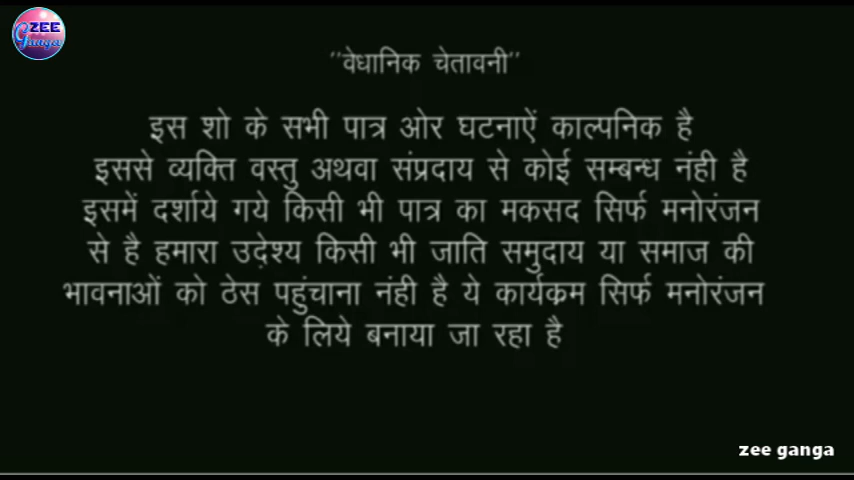 ZEE
Ganga
"वेधानिक चेतावनी"
इस शो के सभी पात्र ओर घटनाऐं काल्पनिक है
इससे व्यक्ति वस्तु अथवा संप्रदाय से कोई सम्बन्ध नंही है
इसमें दर्शाये गये किसी भी पात्र का मकसद सिर्फ मनोरंजन
से है हमारा उदे्श्य किसी भी जाति समुदाय या समाज की
भावनाओं को ठेस पहुंचाना नंही है ये कार्यक्रम सिर्फ मनोरंजन
के लिये बनाया जा रहा है
zee ganga